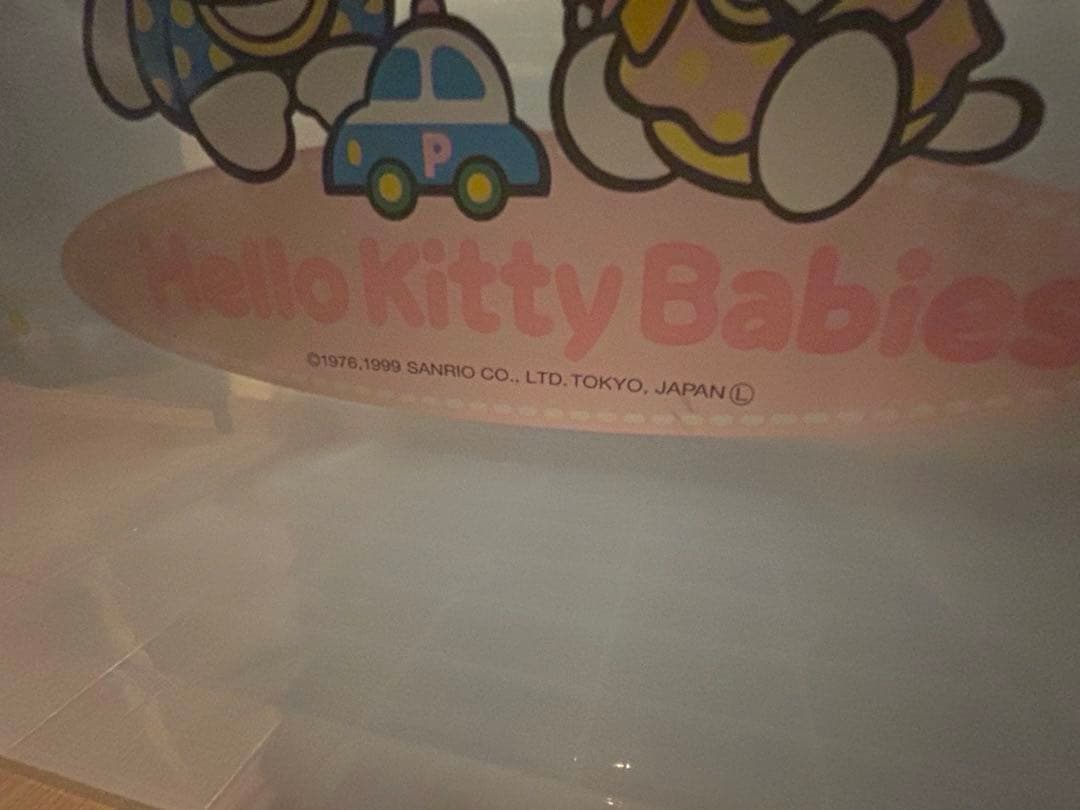 P
Hello Kitty Babies
©1976,1999 SANRIO CO., LTD. TOKYO, JAPAN Ⓛ